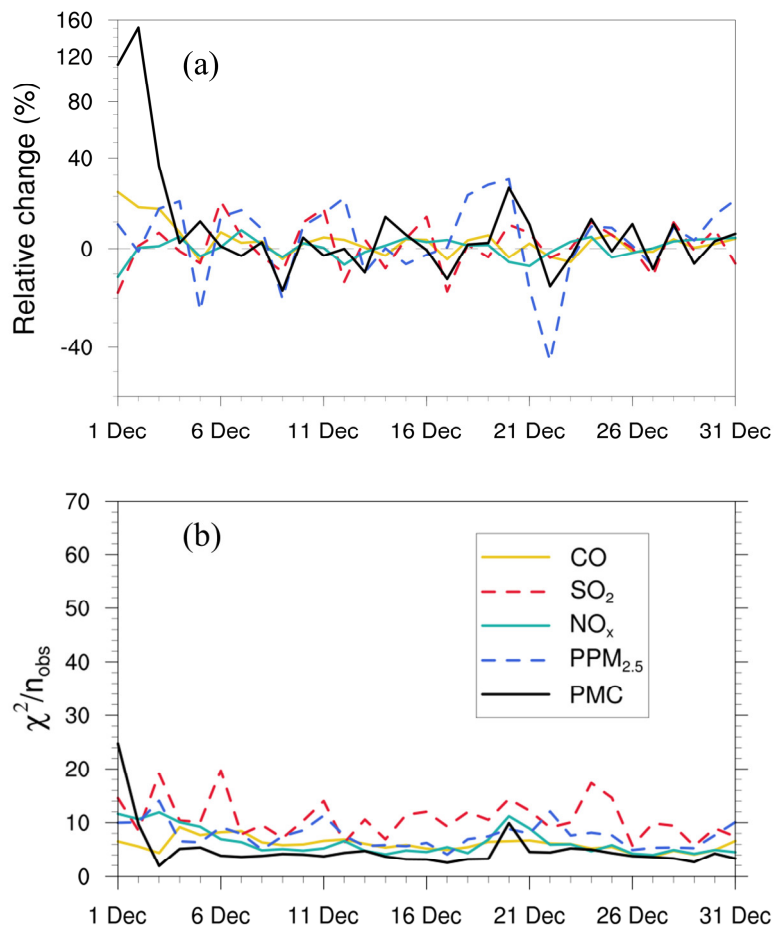 160
120
80
40
0
-40
Relative change (%)
(a)
1 Dec 6 Dec 11 Dec 16 Dec 21 Dec 26 Dec 31 Dec
70
60
50
40
30
20
10
0
χ²/nobs
(b)
CO
SO₂
NOₓ
PPM₂.₅
PMC
1 Dec 6 Dec 11 Dec 16 Dec 21 Dec 26 Dec 31 Dec